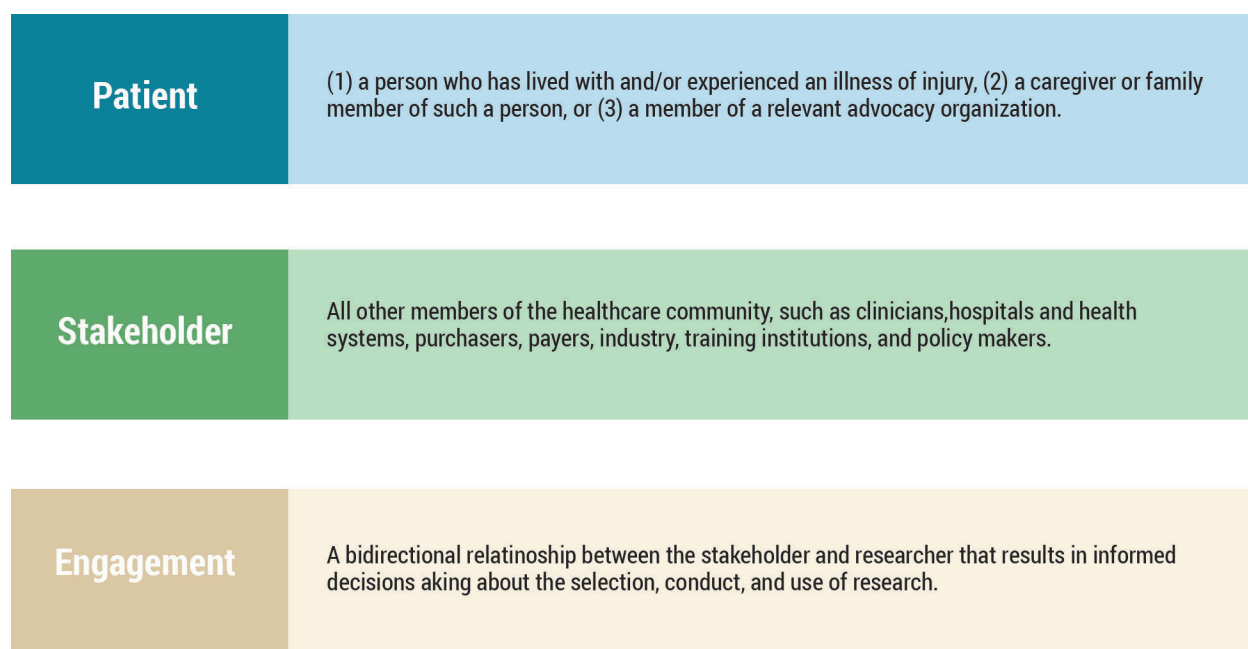 Patient
(1) a person who has lived with and/or experienced an illness of injury, (2) a caregiver or family
member of such a person, or (3) a member of a relevant advocacy organization.
Stakeholder
All other members of the healthcare community, such as clinicians,hospitals and health
systems, purchasers, payers, industry, training institutions, and policy makers.
Engagement
A bidirectional relatinoship between the stakeholder and researcher that results in informed
decisions aking about the selection, conduct, and use of research.